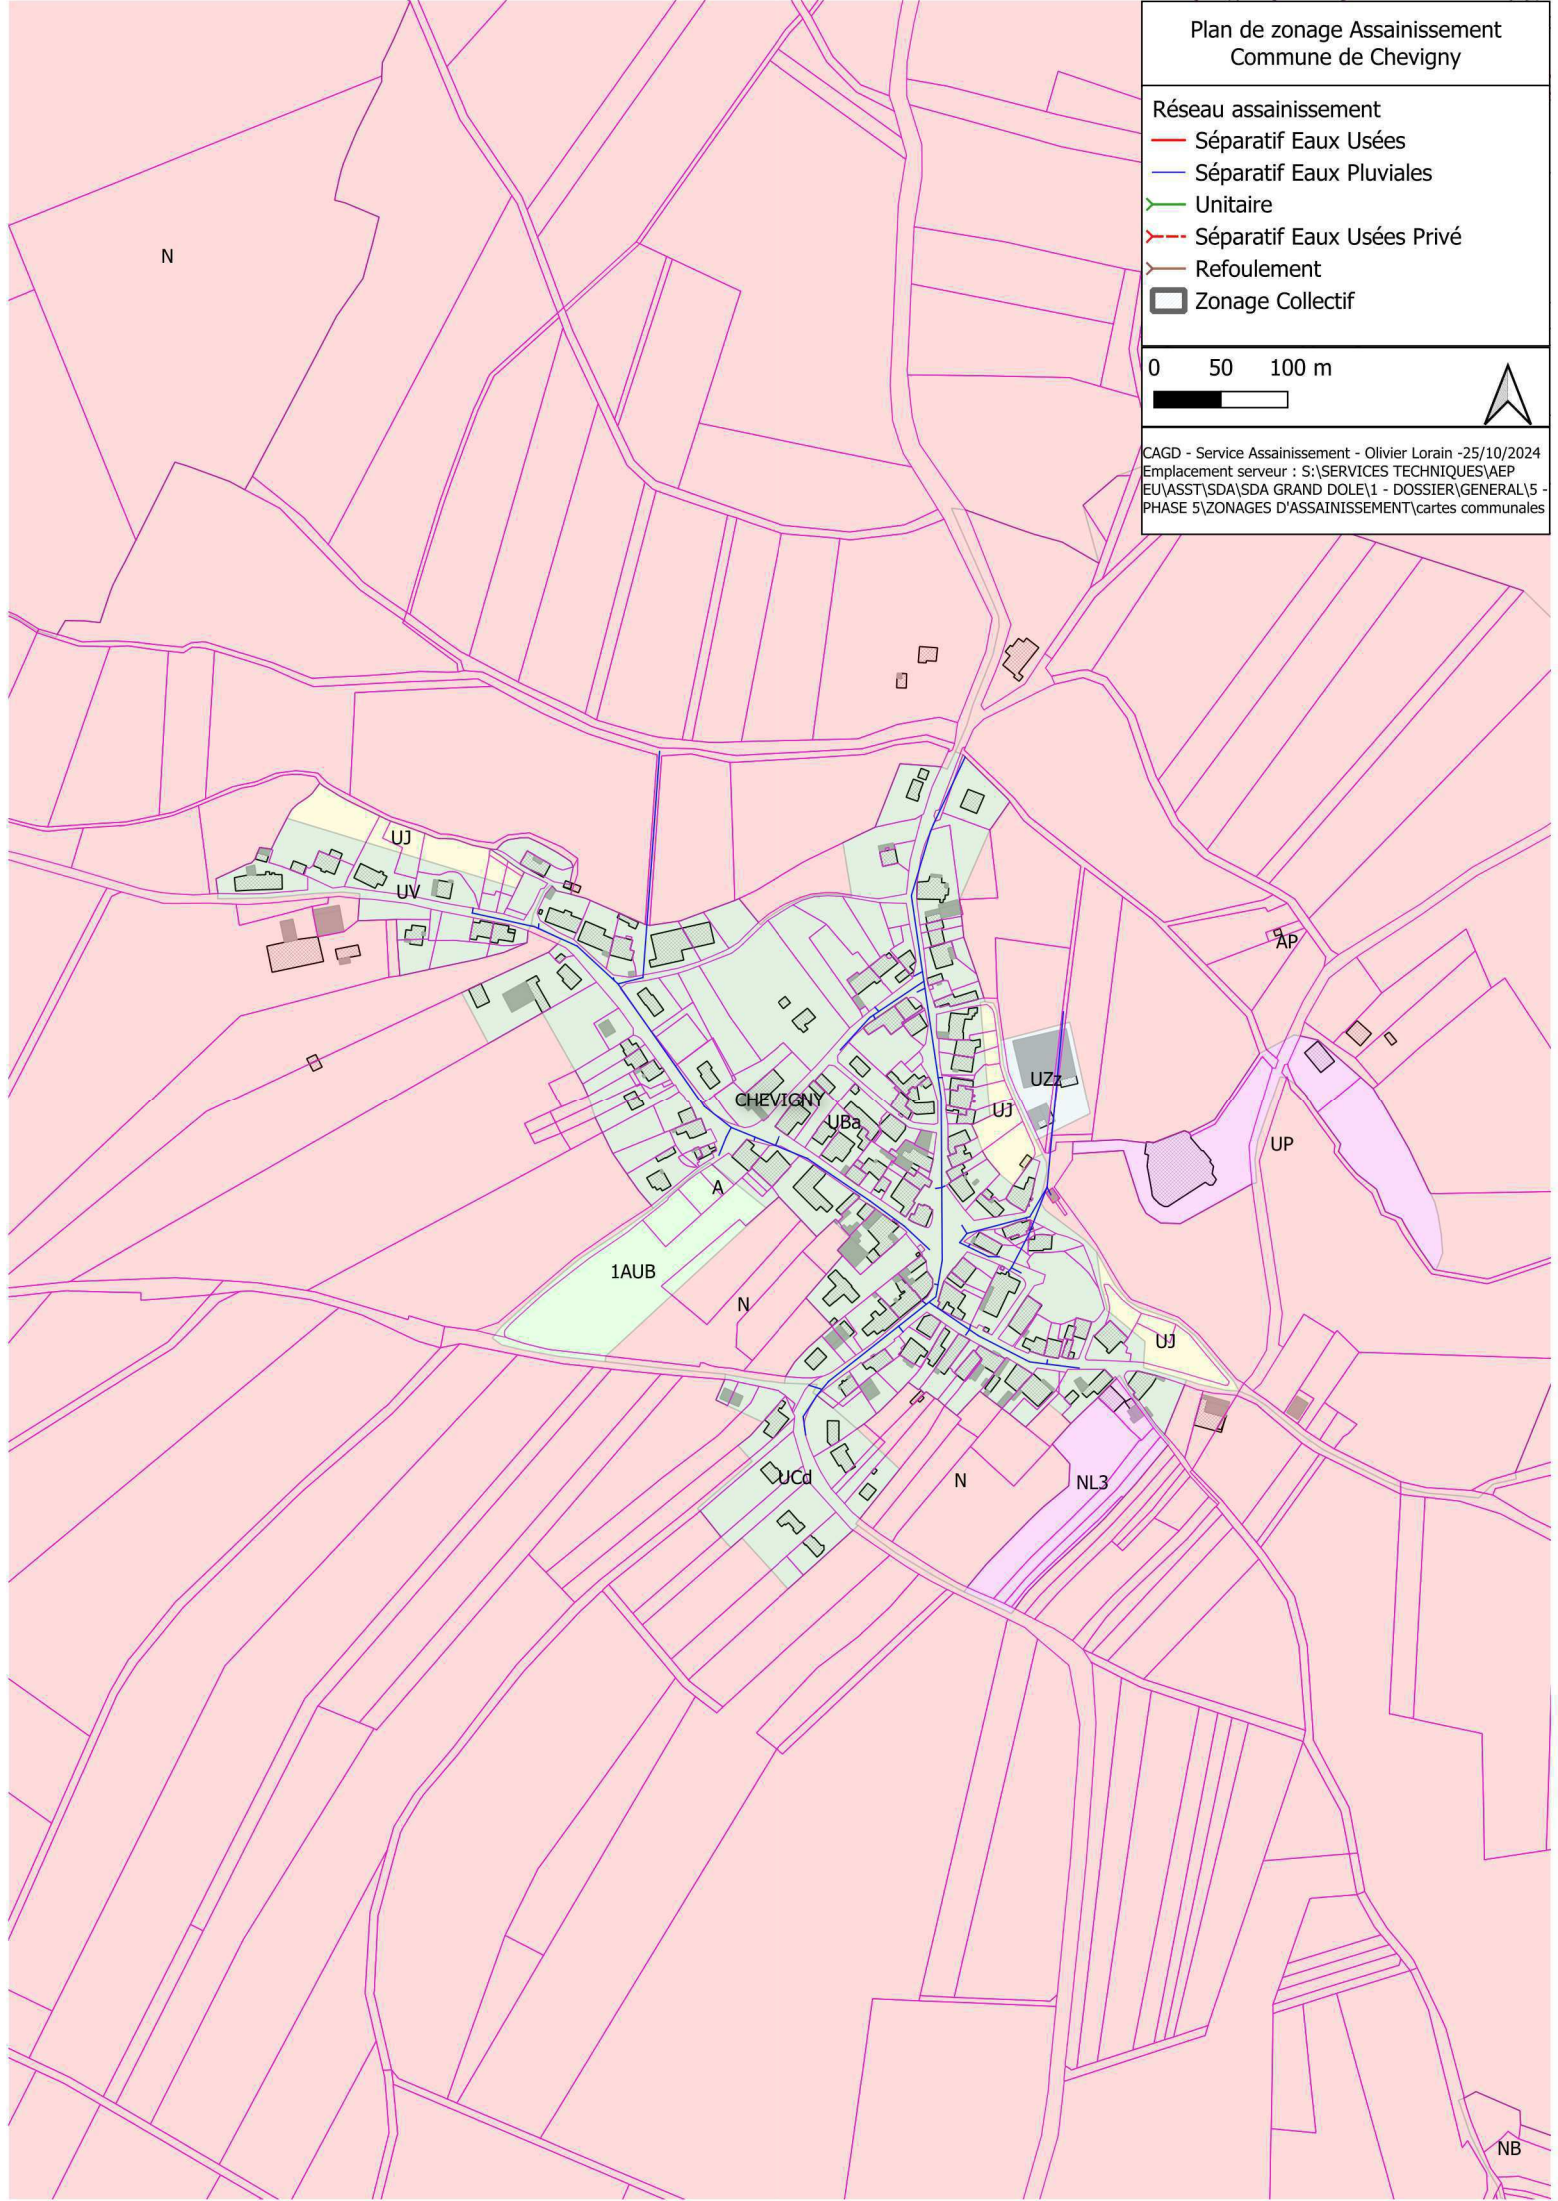 Plan de zonage Assainissement
Commune de Chevigny
Réseau assainissement
Séparatif Eaux Usées
Séparatif Eaux Pluviales
Unitaire
Séparatif Eaux Usées Privé
Refoulement
Zonage Collectif
0 50 100 m
CAGD - Service Assainissement - Olivier Lorain -25/10/2024
Emplacement serveur : S:\SERVICES TECHNIQUES\AEP
EU\ASST\SDA\SDA GRAND DOLE\1 - DOSSIER\GENERAL\5 -
PHASE 5\ZONAGES D'ASSAINISSEMENT\cartes communales
N
UJ
UV
AP
UZz
CHEVIGNY
UJ
UBa
UP
A
1AUB
N
UJ
UCd
N
NL3
NB